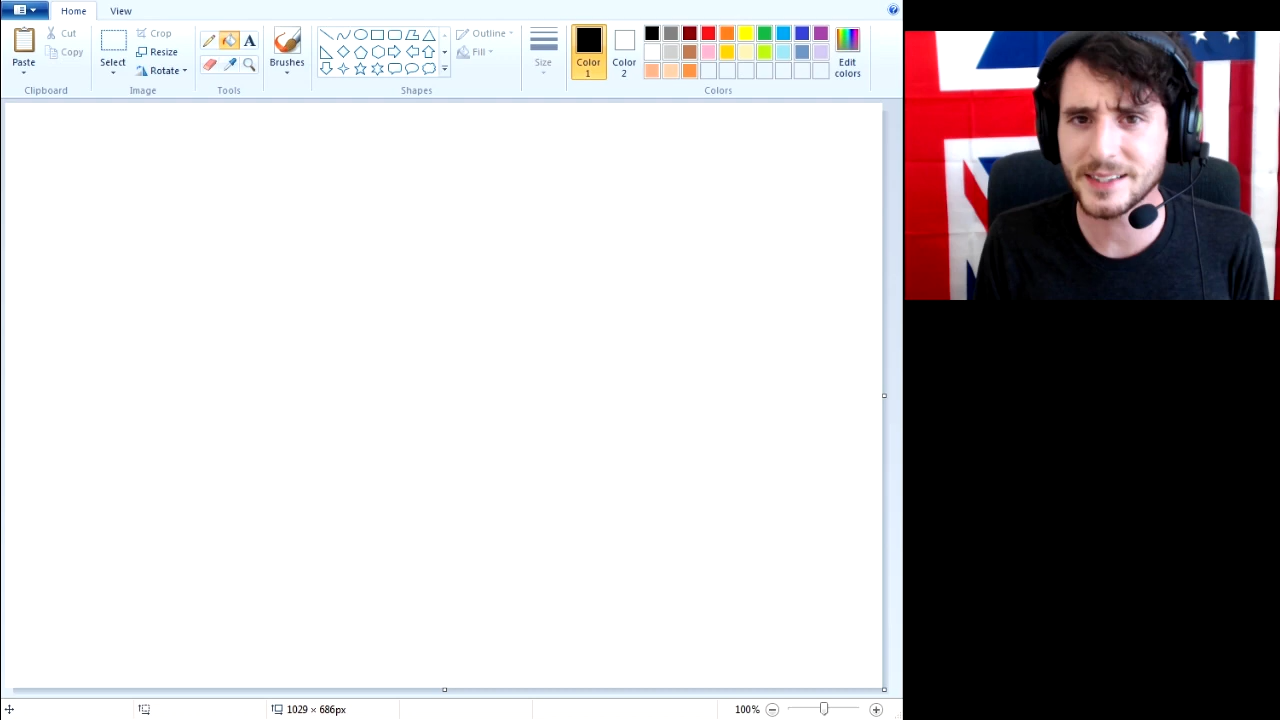 Home View
Paste
Cut
Copy
Clipboard
Select
Crop
Resize
Rotate
Image
A
Tools
Brushes
Outline
Fill
Shapes
Size
Color 1
Color 2
Edit colors
Colors
1029 × 686px
100%